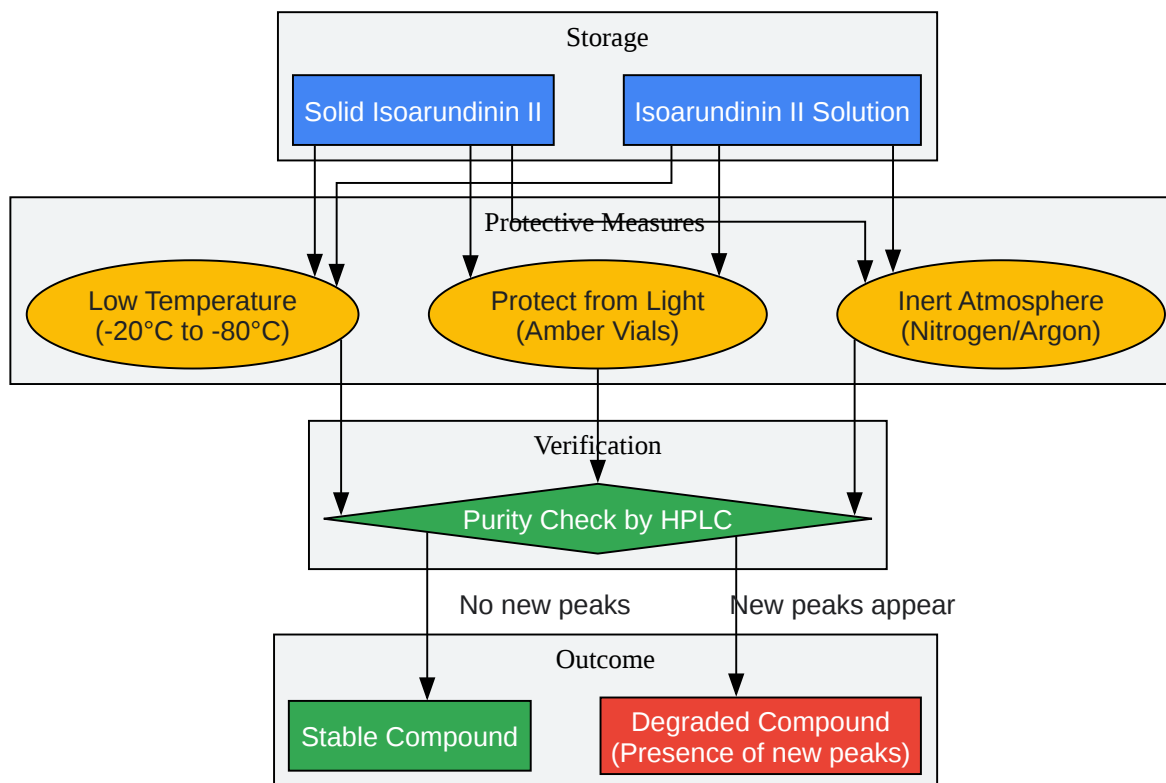 Storage
Solid Isoarundinin II
Isoarundinin II Solution
Protective Measures
Low Temperature
(-20°C to -80°C)
Protect from Light
(Amber Vials)
Inert Atmosphere
(Nitrogen/Argon)
Verification
Purity Check by HPLC
No new peaks
New peaks appear
Outcome
Stable Compound
Degraded Compound
(Presence of new peaks)